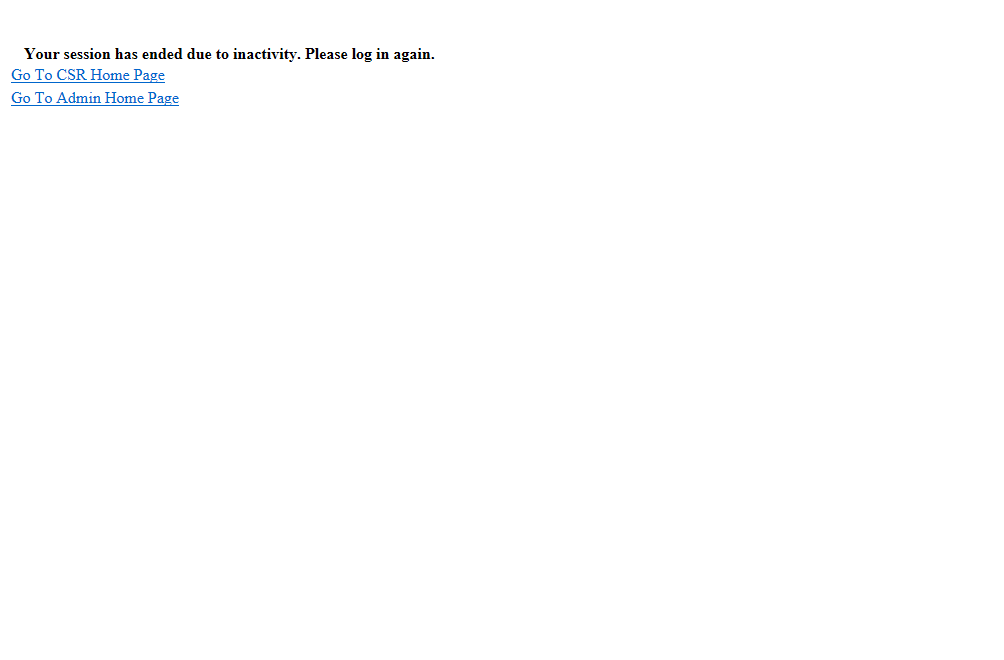 Your session has ended due to inactivity. Please log in again.
Go To CSR Home Page
Go To Admin Home Page